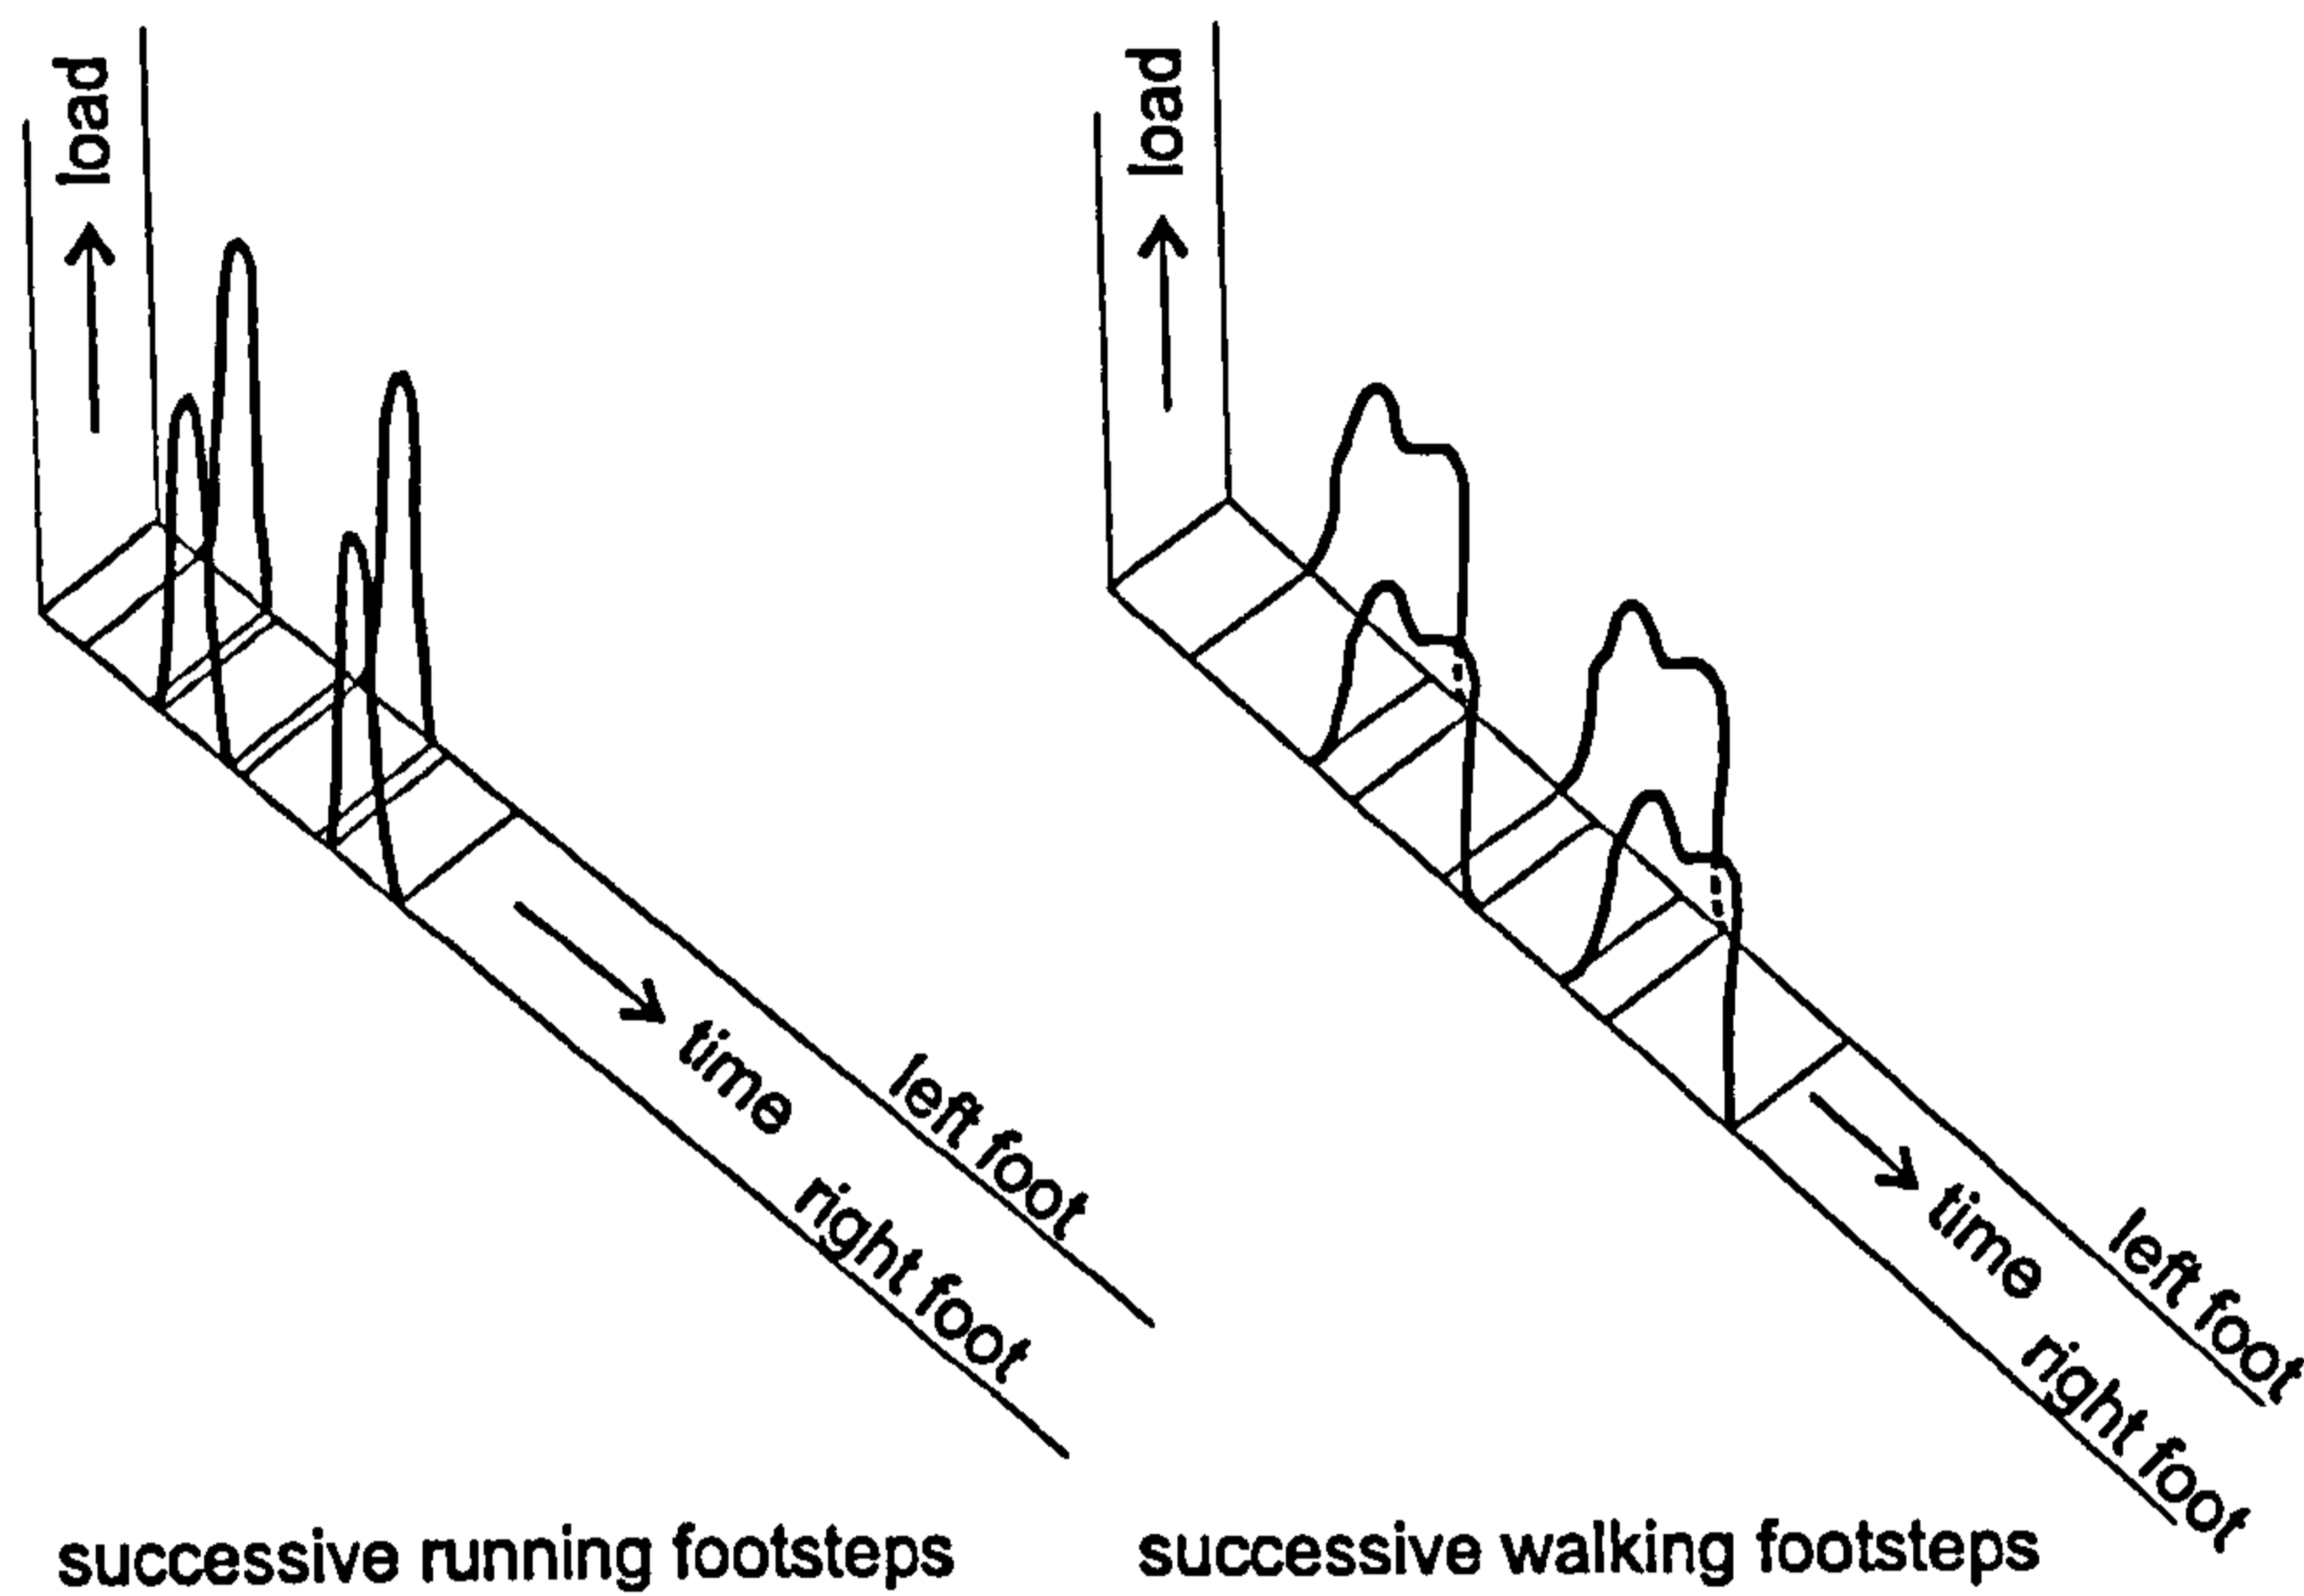 load
time
left foot
right foot
successive running footsteps
load
time
left foot
right foot
successive walking footsteps